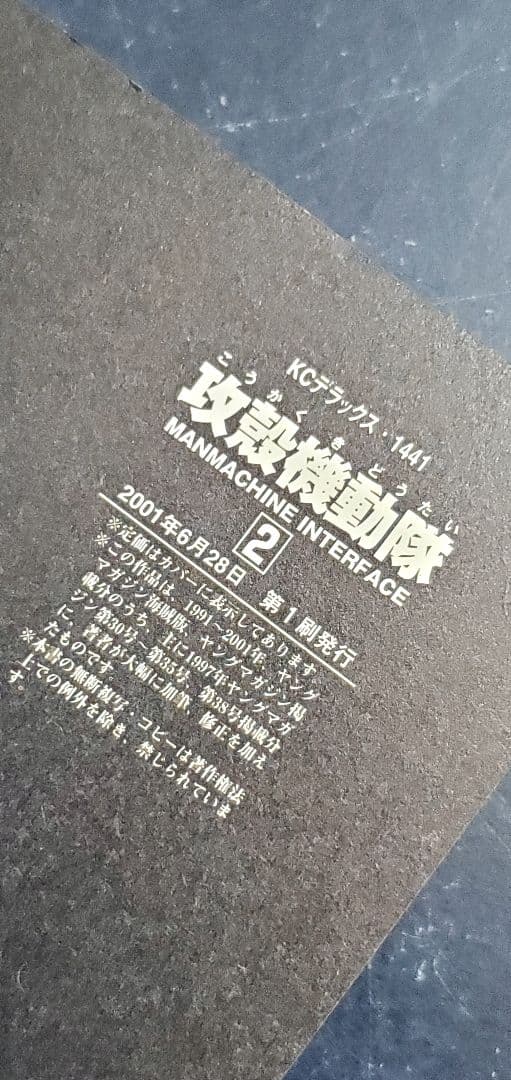 KCデラックス・1441
こうかくきどうたい
攻殻機動隊
MANMACHINE INTERFACE
2
2001年6月28日 第1刷発行
※定価はカバーに表示してあります。
※この作品は、1991〜2001年、ヤング
マガジン海賊版、ヤングマガジン掲
載分のうち、主に1997年ヤングマガ
ジン第30号、第35号、第38号掲載分
に、著者が大幅に加筆、修正を加え
たものです。
※本書の無断複写・コピーは著作権法
上での例外を除き、禁じられていま
す。